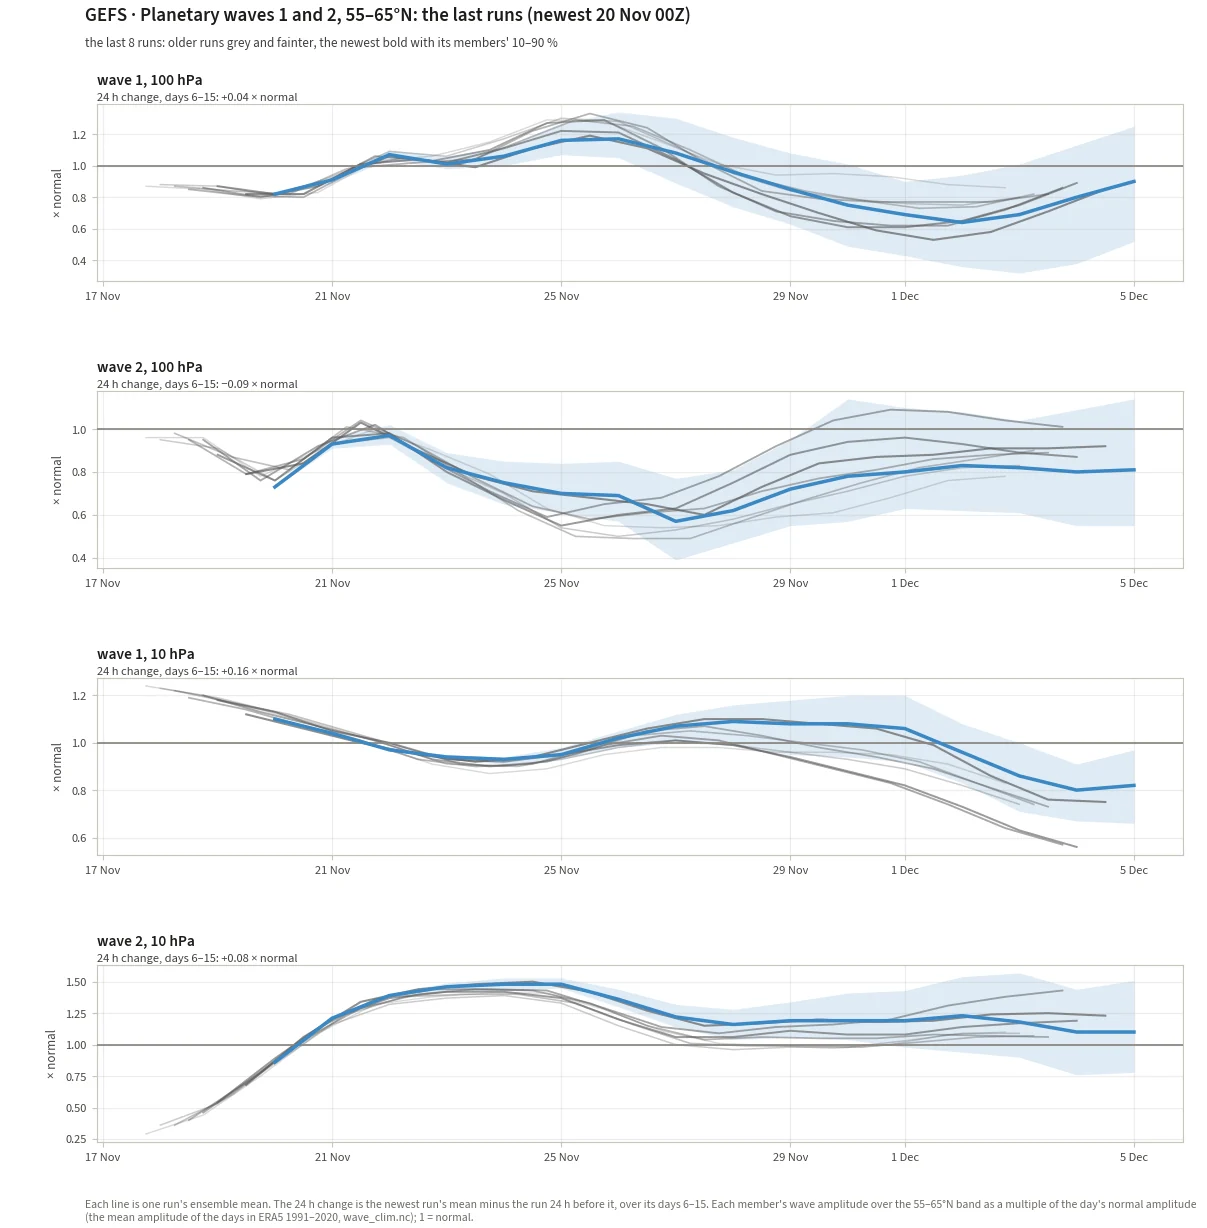 GEFS · Planetary waves 1 and 2, 55–65°N: the last runs (newest 20 Nov 00Z)
the last 8 runs: older runs grey and fainter, the newest bold with its members' 10–90 %
wave 1, 100 hPa
24 h change, days 6–15: +0.04 × normal
1.2
1.0
0.8
0.6
0.4
× normal
17 Nov 21 Nov 25 Nov 29 Nov 1 Dec 5 Dec
wave 2, 100 hPa
24 h change, days 6–15: −0.09 × normal
1.0
0.8
0.6
0.4
× normal
17 Nov 21 Nov 25 Nov 29 Nov 1 Dec 5 Dec
wave 1, 10 hPa
24 h change, days 6–15: +0.16 × normal
1.2
1.0
0.8
0.6
× normal
17 Nov 21 Nov 25 Nov 29 Nov 1 Dec 5 Dec
wave 2, 10 hPa
24 h change, days 6–15: +0.08 × normal
1.50
1.25
1.00
0.75
0.50
0.25
× normal
17 Nov 21 Nov 25 Nov 29 Nov 1 Dec 5 Dec
Each line is one run's ensemble mean. The 24 h change is the newest run's mean minus the run 24 h before it, over its days 6–15. Each member's wave amplitude over the 55–65°N band as a multiple of the day's normal amplitude
(the mean amplitude of the days in ERA5 1991–2020, wave_clim.nc); 1 = normal.